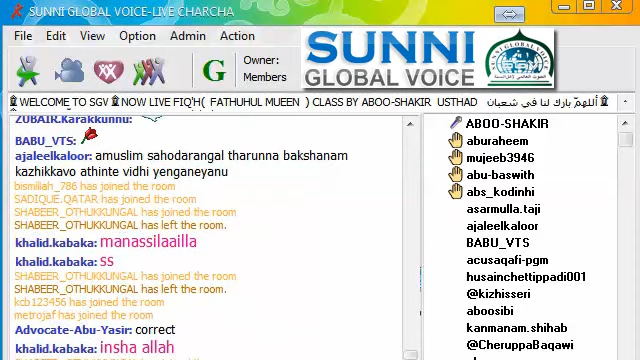 SUNNI GLOBAL VOICE-LIVE CHARCHA
File Edit View Option Admin Action
SUNNI
GLOBAL VOICE
G
Owner:
Members
WELCOME TO SGV NOW LIVE FIQ'H( FATHUHUL MUEEN ) CLASS BY ABOO-SHAKIR USTHAD أللهمّ بارك لنا في شعبان
ZUBAIR.Karakkunnu:
BABU_VTS:
ajaleelkaloor: amuslim sahodarangal tharunna bakshanam
kazhikkavo athinte vidhi yenganeyanu
bismillah_786 has joined the room
SADIQUE.QATAR has joined the room
SHABEER_OTHUKKUNGAL has joined the room
SHABEER_OTHUKKUNGAL has left the room.
khalid.kabaka: manassilaailla
khalid.kabaka: ss
SHABEER_OTHUKKUNGAL has joined the room
SHABEER_OTHUKKUNGAL has left the room.
kcb123456 has joined the room
metrojaf has joined the room
Advocate-Abu-Yasir: correct
khalid.kabaka: insha allah
ABOO-SHAKIR
aburaheem
mujeeb3946
abu-baswith
abs_kodinhi
asarmulla.taji
ajaleelkaloor
BABU_VTS
acusaqafi-pgm
husainchettippadi001
@kizhisseri
aboosibi
kanmanam.shihab
@CheruppaBaqawi